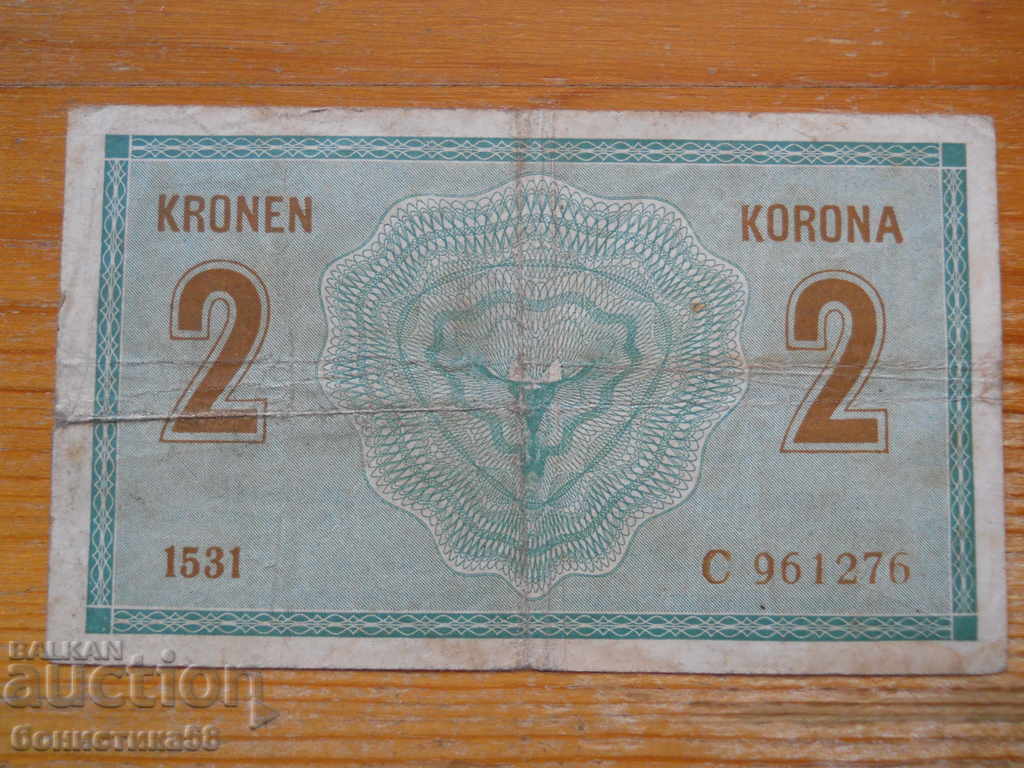 KRONEN KORONA
2 2
1531 C 961276
BALKAN
auction
бонистика58